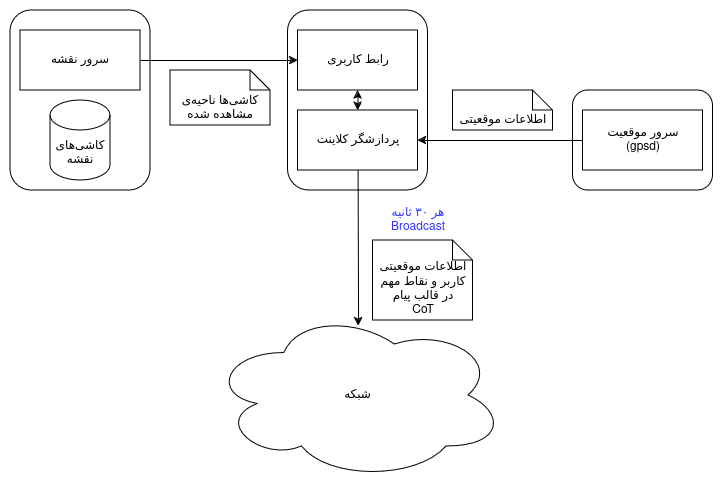 سرور نقشه
کاشی‌های
نقشه
کاشی‌ها ناحیه‌ی
مشاهده شده
رابط کاربری
پردازشگر کلاینت
اطلاعات موقعیتی
سرور موقعیت
(gpsd)
هر ۳۰ ثانیه
Broadcast
اطلاعات موقعیتی
کاربر و نقاط مهم
در قالب پیام
CoT
شبکه